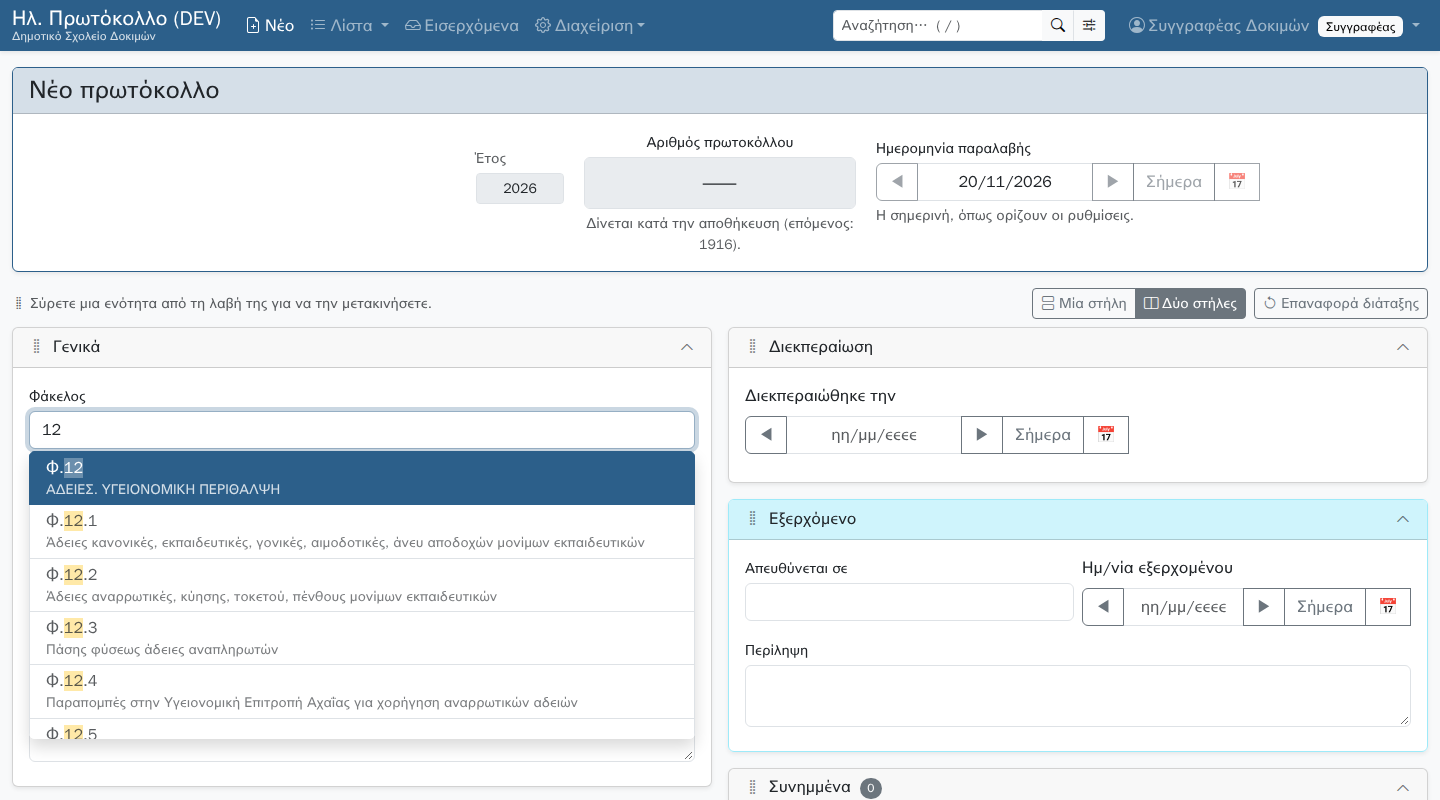 Ηλ. Πρωτόκολλο (DEV)
Δημοτικό Σχολείο Δοκιμών
Νέο
Λίστα
Εισερχόμενα
Διαχείριση
Αναζήτηση… ( / )
Συγγραφέας Δοκιμών
Συγγραφέας
Νέο πρωτόκολλο
Έτος
2026
Αριθμός πρωτοκόλλου
—
Δίνεται κατά την αποθήκευση (επόμενος:
1916).
Ημερομηνία παραλαβής
20/11/2026
Σήμερα
Η σημερινή, όπως ορίζουν οι ρυθμίσεις.
Σύρετε μια ενότητα από τη λαβή της για να την μετακινήσετε.
Μία στήλη
Δύο στήλες
Επαναφορά διάταξης
Γενικά
Φάκελος
12
Φ.12
ΑΔΕΙΕΣ. ΥΓΕΙΟΝΟΜΙΚΗ ΠΕΡΙΘΑΛΨΗ
Φ.12.1
Άδειες κανονικές, εκπαιδευτικές, γονικές, αιμοδοτικές, άνευ αποδοχών μονίμων εκπαιδευτικών
Φ.12.2
Άδειες αναρρωτικές, κύησης, τοκετού, πένθους μονίμων εκπαιδευτικών
Φ.12.3
Πάσης φύσεως άδειες αναπληρωτών
Φ.12.4
Παραπομπές στην Υγειονομική Επιτροπή Αχαΐας για χορήγηση αναρρωτικών αδειών
Φ.12.5
Διεκπεραίωση
Διεκπεραιώθηκε την
ηη/μμ/εεεε
Σήμερα
Εξερχόμενο
Απευθύνεται σε
Ημ/νία εξερχομένου
ηη/μμ/εεεε
Σήμερα
Περίληψη
Συνημμένα 0